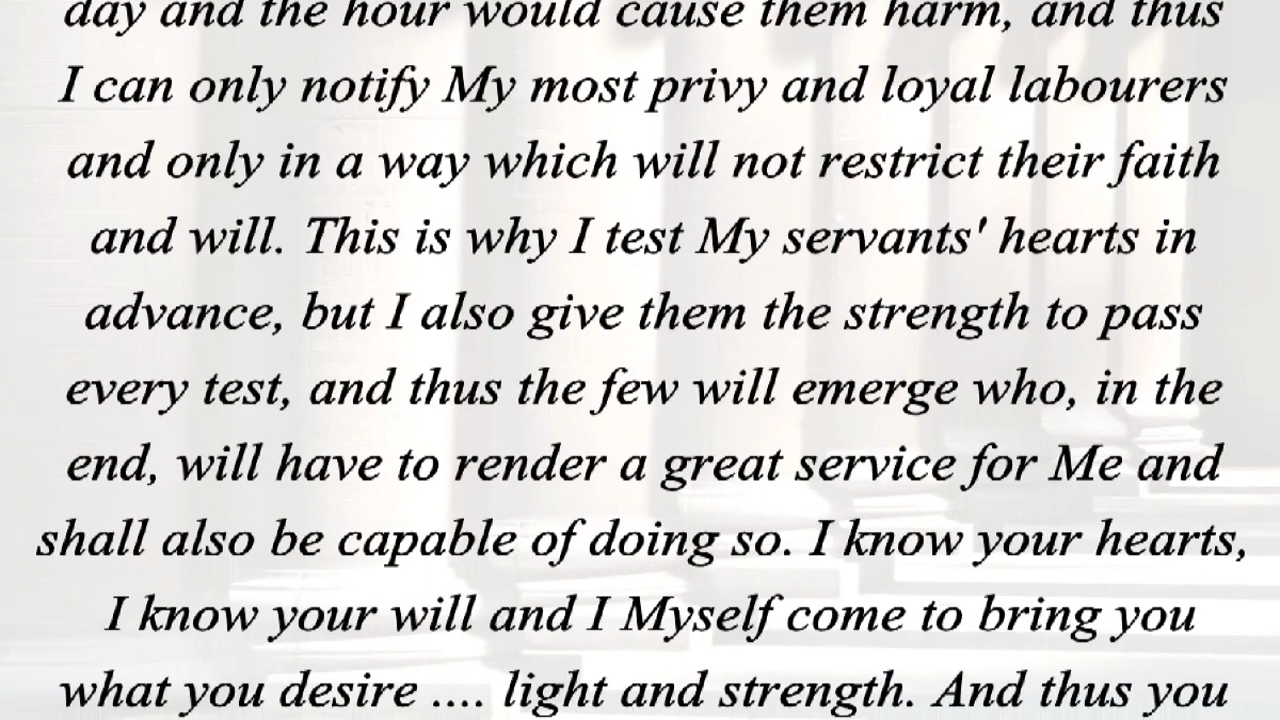 day and the hour would cause them harm, and thus
I can only notify My most privy and loyal labourers
and only in a way which will not restrict their faith
and will. This is why I test My servants' hearts in
advance, but I also give them the strength to pass
every test, and thus the few will emerge who, in the
end, will have to render a great service for Me and
shall also be capable of doing so. I know your hearts,
I know your will and I Myself come to bring you
what you desire .... light and strength. And thus you